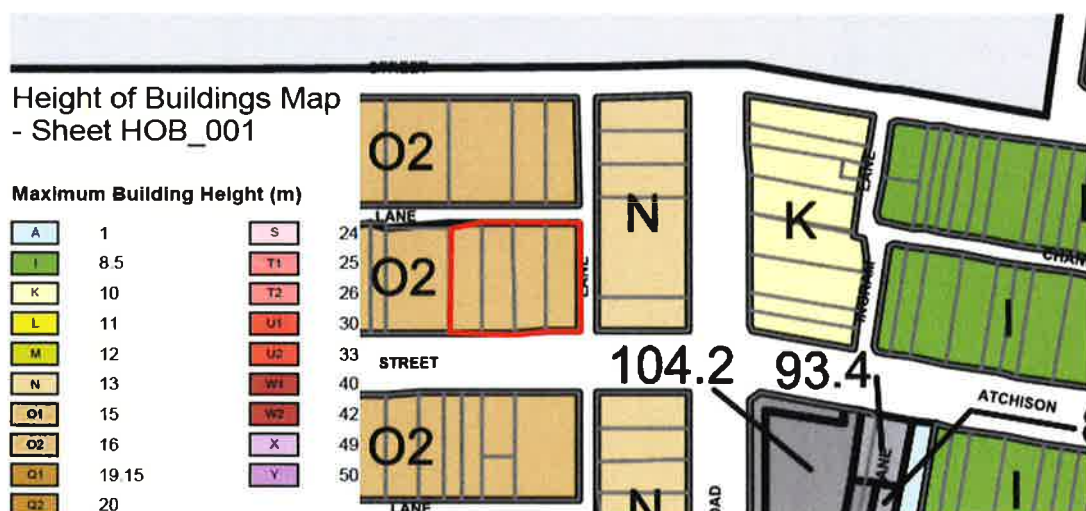 STREET
Height of Buildings Map
- Sheet HOB_001
Maximum Building Height (m)
A 1 S 24
I 8.5 T1 25
K 10 T2 26
L 11 U1 30
M 12 U2 33
N 13 W1 40
O1 15 W2 42
O2 16 X 49
Q1 19.15 Y 50
Q2 20
O2
LANE
N
K
LANE
O2
LANE
INGRAM
CHAN
I
STREET
104.2
93.4
ATCHISON
O2
LANE
I
LANE
N
OAD